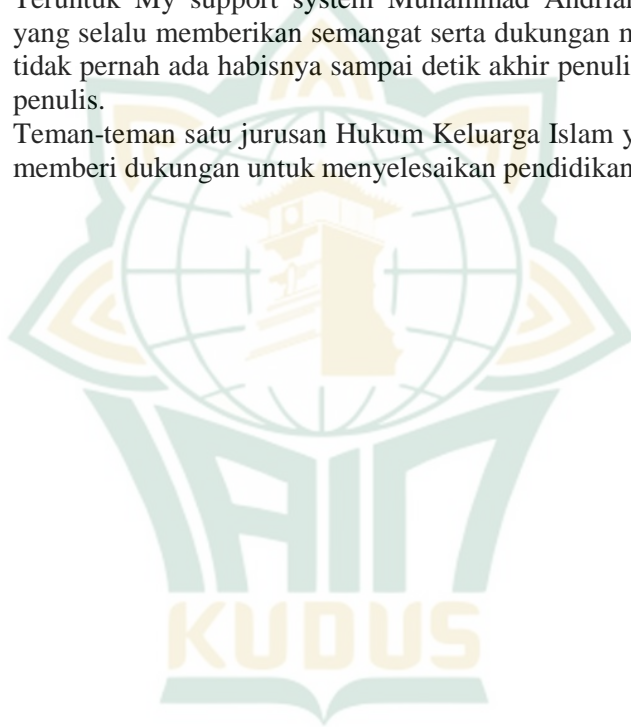 Teruntuk My support system Muhammad Andrian
yang selalu memberikan semangat serta dukungan
tidak pernah ada habisnya sampai detik akhir
penulis.
Teman-teman satu jurusan Hukum Keluarga Islam
memberi dukungan untuk menyelesaikan pendidikan
IAIN
KUDUS